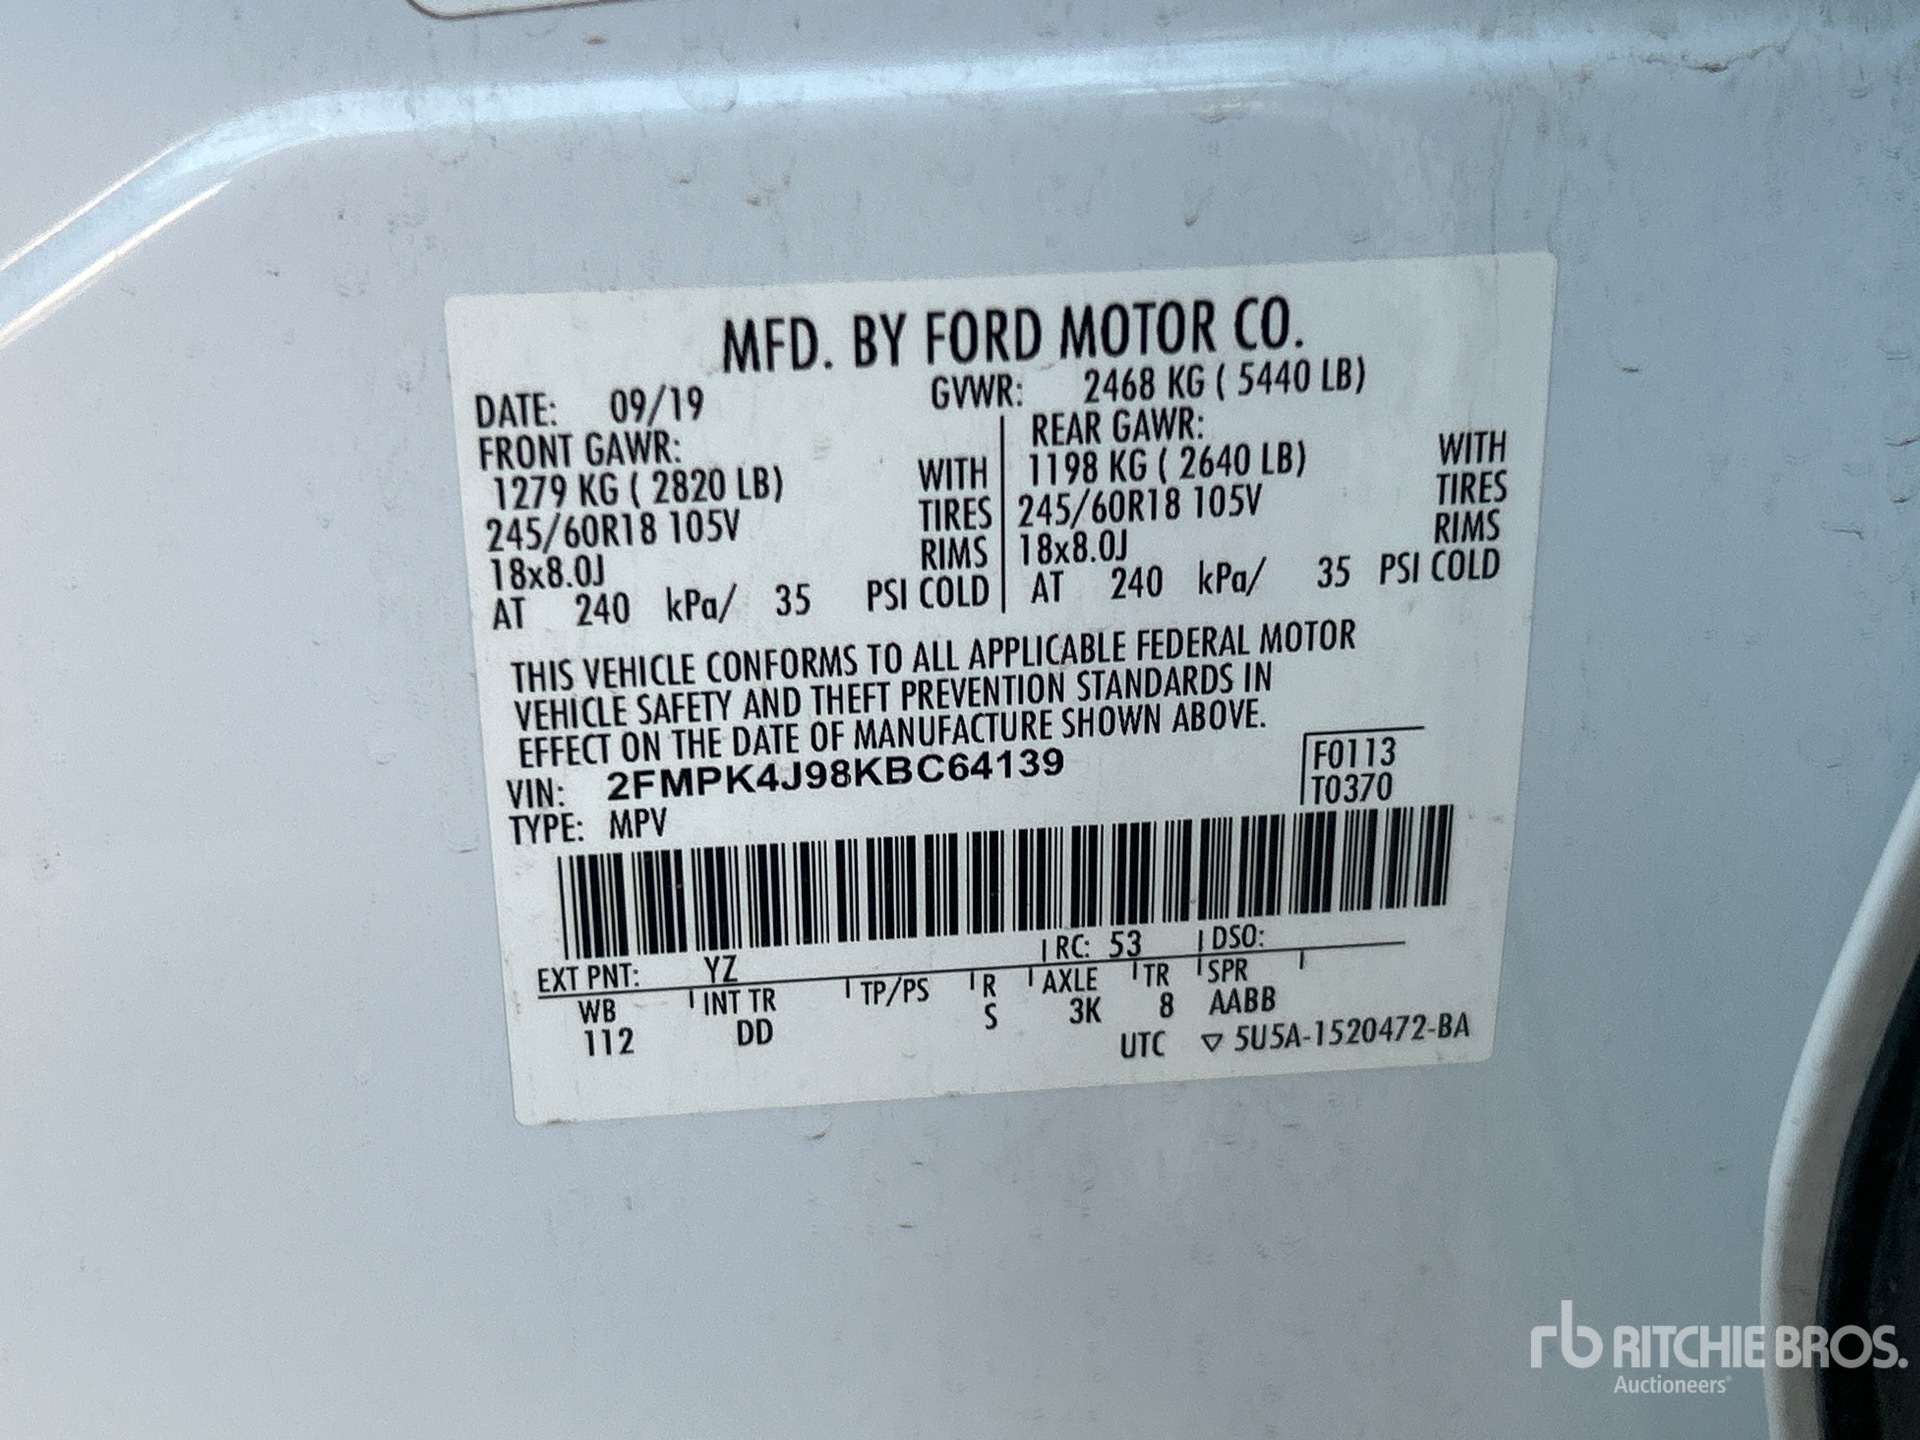 MFD. BY FORD MOTOR CO.
DATE: 09/19 GVWR: 2468 KG ( 5440 LB)
FRONT GAWR: REAR GAWR:
1279 KG ( 2820 LB) WITH 1198 KG ( 2640 LB) WITH
245/60R18 105V TIRES 245/60R18 105V TIRES
18x8.0J RIMS 18x8.0J RIMS
AT 240 kPa/ 35 PSI COLD AT 240 kPa/ 35 PSI COLD
THIS VEHICLE CONFORMS TO ALL APPLICABLE FEDERAL MOTOR
VEHICLE SAFETY AND THEFT PREVENTION STANDARDS IN
EFFECT ON THE DATE OF MANUFACTURE SHOWN ABOVE.
VIN: 2FMPK4J98KBC64139 F0113
TYPE: MPV T0370
EXT PNT: YZ RC: 53 DSO:
WB INT TR TP/PS R AXLE TR SPR
112 DD S 3K 8 AABB
UTC ▽ 5U5A-1520472-BA
rb RITCHIE BROS.
Auctioneers®